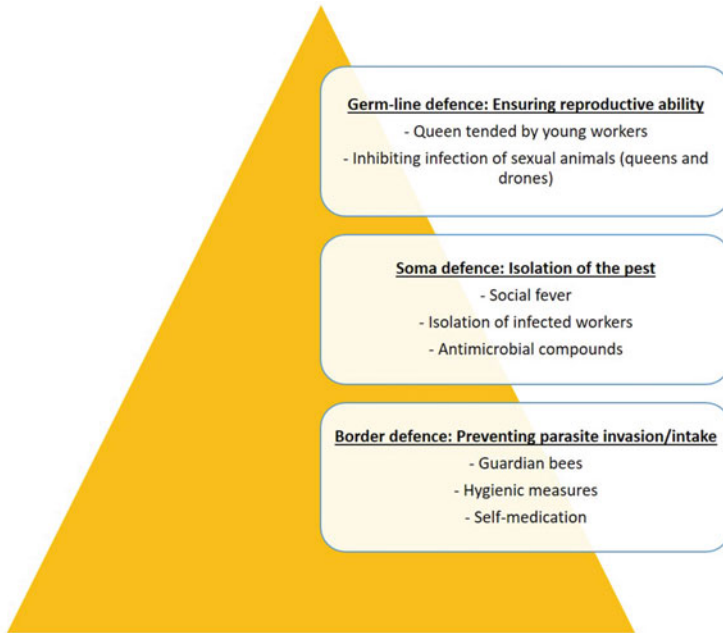 Germ-line defence: Ensuring reproductive ability
- Queen tended by young workers
- Inhibiting infection of sexual animals (queens and
drones)
Soma defence: Isolation of the pest
- Social fever
- Isolation of infected workers
- Antimicrobial compounds
Border defence: Preventing parasite invasion/intake
- Guardian bees
- Hygienic measures
- Self-medication